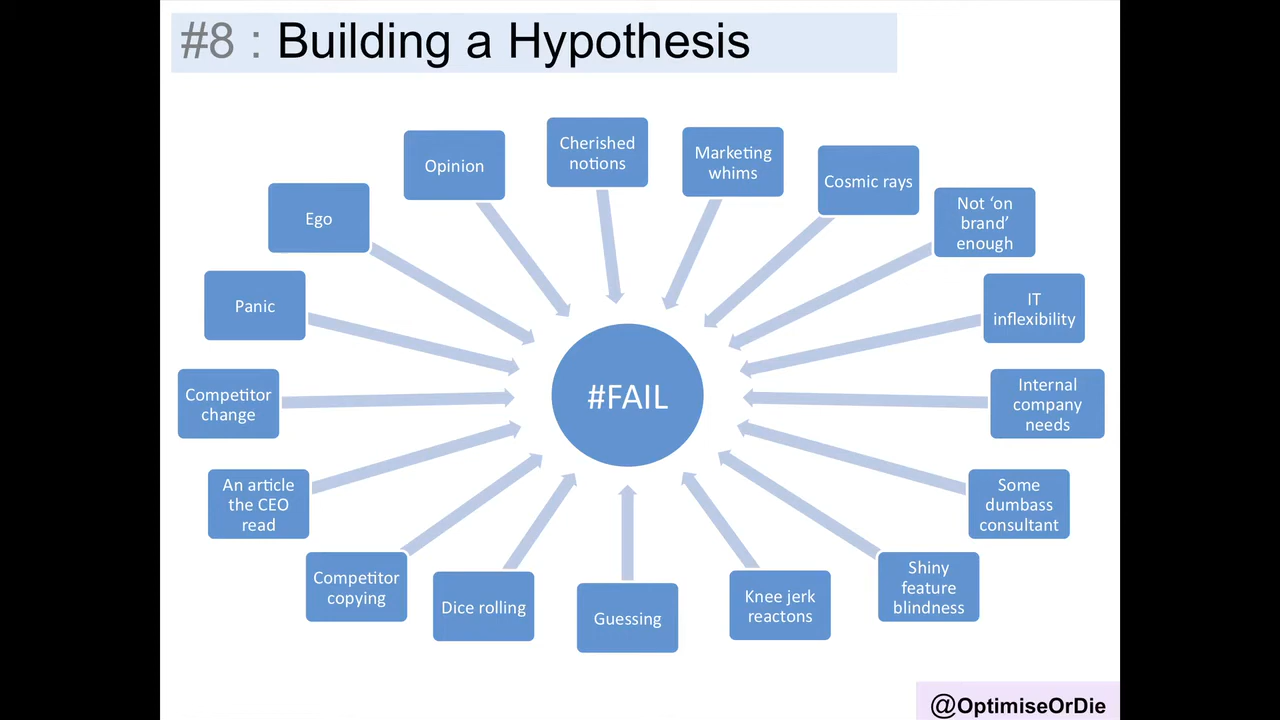 #8 : Building a Hypothesis
Cherished
notions
Marketing
whims
Opinion
Cosmic rays
Ego
Not ‘on
brand’
enough
Panic
IT
inflexibility
#FAIL
Competitor
change
Internal
company
needs
An article
the CEO
read
Some
dumbass
consultant
Competitor
copying
Dice rolling
Guessing
Knee jerk
reactons
Shiny
feature
blindness
@OptimiseOrDie